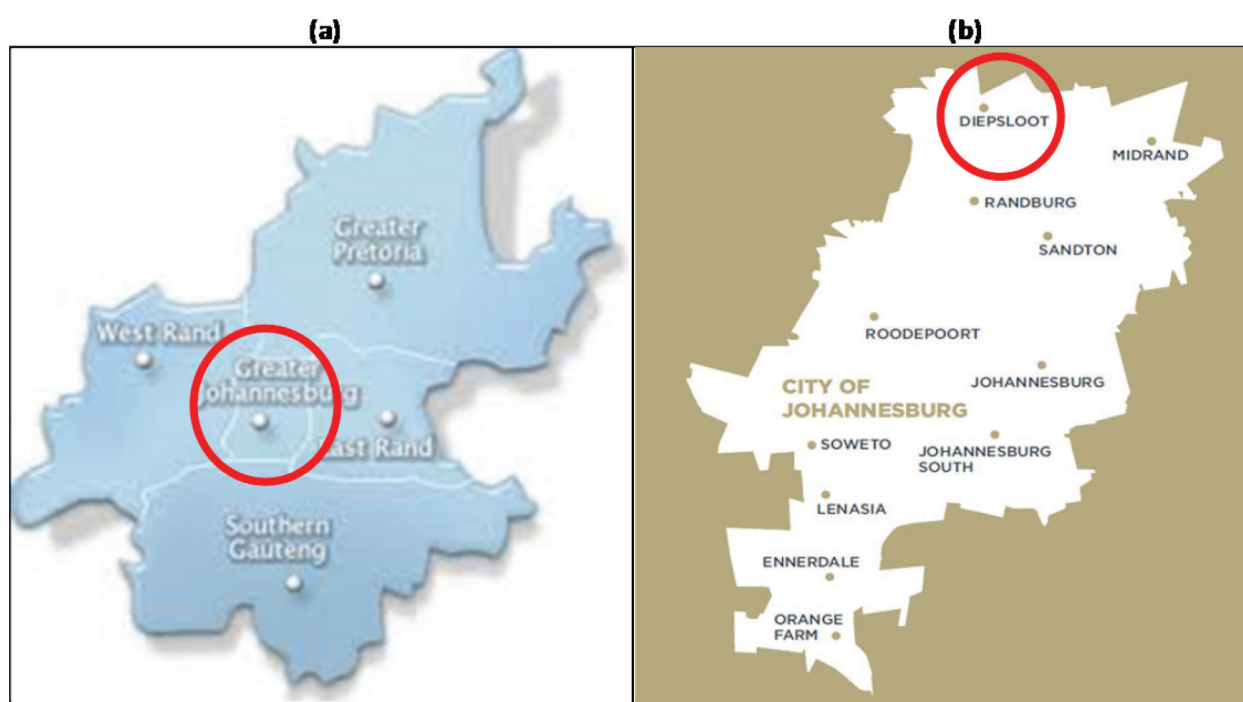 (a)
Greater
Pretoria
West Rand
Greater
Johannesburg
East Rand
Southern
Gauteng
(b)
DIEPSLOOT
MIDRAND
RANDBURG
SANDTON
ROODEPOORT
JOHANNESBURG
CITY OF
JOHANNESBURG
SOWETO
JOHANNESBURG
SOUTH
LENASIA
ENNERDALE
ORANGE
FARM